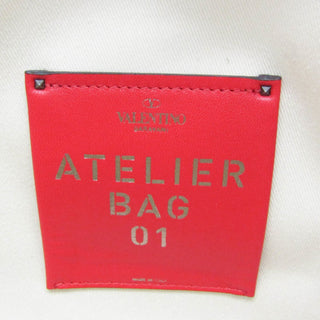 VALENTINO
GARAVANI
ATELIER
BAG
01
MADE IN ITALY